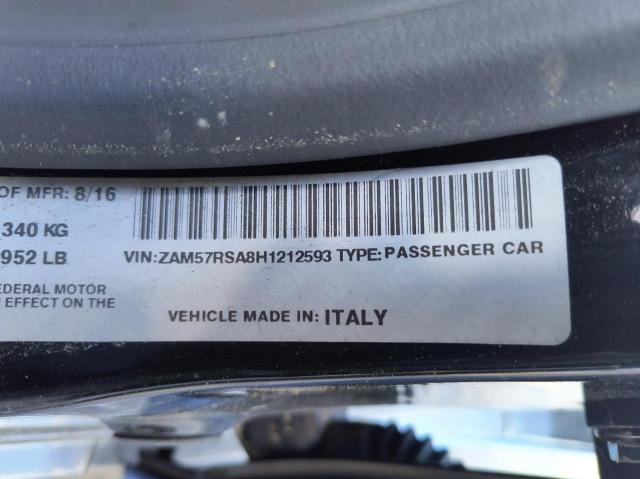 OF MFR: 8/16
340 KG
952 LB
VIN:ZAM57RSA8H1212593 TYPE:PASSENGER CAR
FEDERAL MOTOR
EFFECT ON THE
VEHICLE MADE IN: ITALY